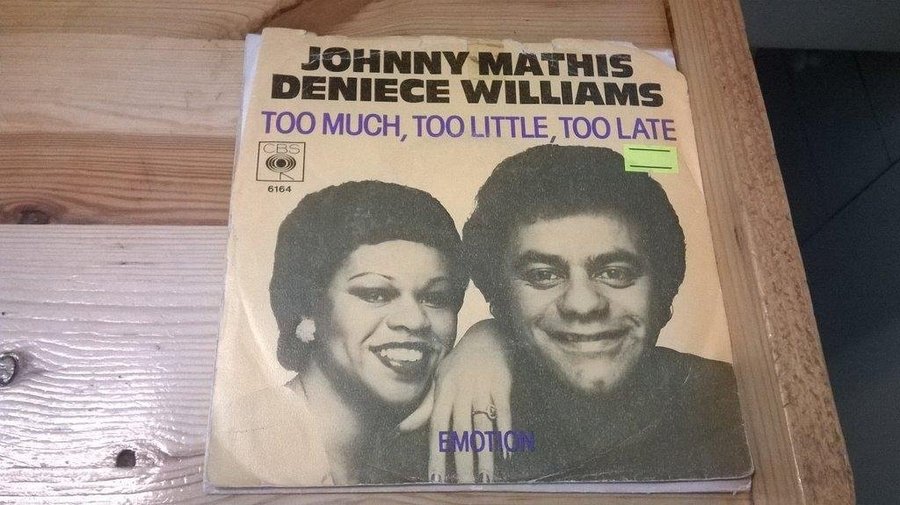 JOHNNY MATHIS
DENIECE WILLIAMS
TOO MUCH, TOO LITTLE, TOO LATE
CBS
6164
EMOTION